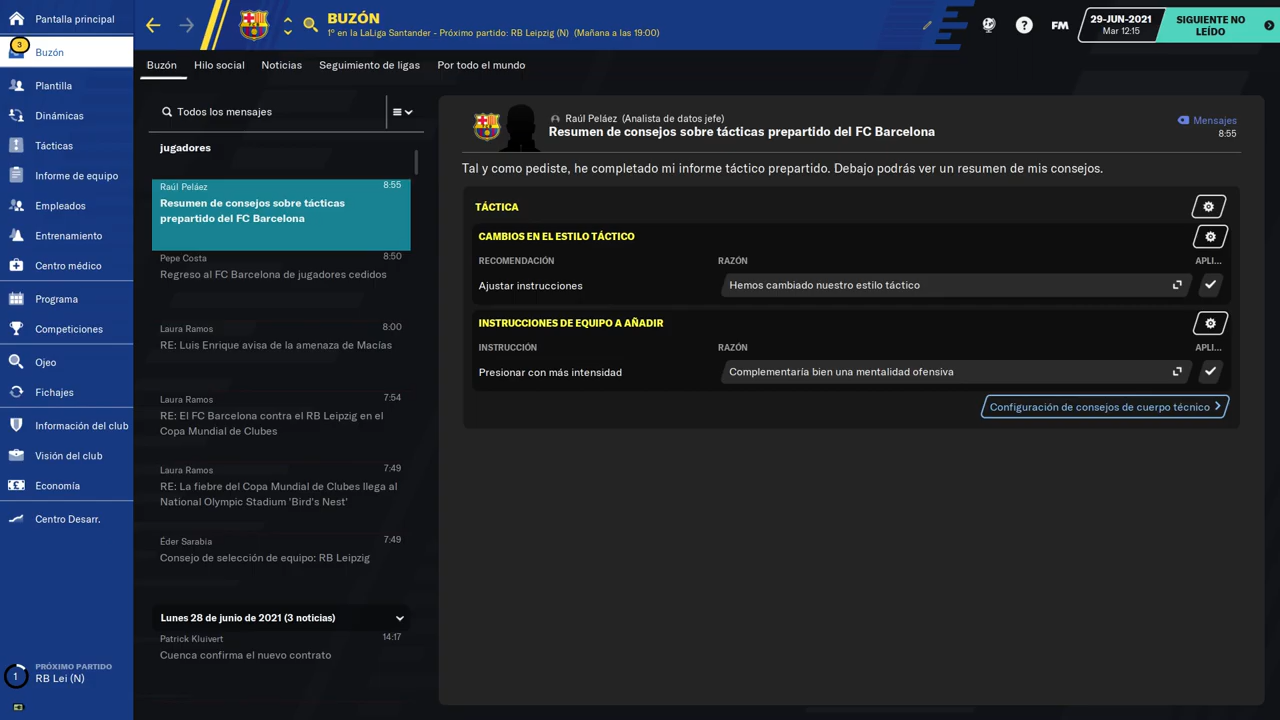 Pantalla principal
3
Buzón
Plantilla
Dinámicas
Tácticas
Informe de equipo
Empleados
Entrenamiento
Centro médico
Programa
Competiciones
Ojeo
Fichajes
Información del club
Visión del club
Economía
Centro Desarr.
1
PRÓXIMO PARTIDO
RB Lei (N)
BUZÓN
1º en la LaLiga Santander - Próximo partido: RB Leipzig (N) (Mañana a las 19:00)
?
FM
29-JUN-2021
Mar 12:15
SIGUIENTE NO LEÍDO
Buzón
Hilo social
Noticias
Seguimiento de ligas
Por todo el mundo
Todos los mensajes
jugadores
Raúl Peláez 8:55
Resumen de consejos sobre tácticas
prepartido del FC Barcelona
Pepe Costa 8:50
Regreso al FC Barcelona de jugadores cedidos
Laura Ramos 8:00
RE: Luis Enrique avisa de la amenaza de Macías
Laura Ramos 7:54
RE: El FC Barcelona contra el RB Leipzig en el
Copa Mundial de Clubes
Laura Ramos 7:49
RE: La fiebre del Copa Mundial de Clubes llega al
National Olympic Stadium 'Bird's Nest'
Éder Sarabia 7:49
Consejo de selección de equipo: RB Leipzig
Lunes 28 de junio de 2021 (3 noticias)
Patrick Kluivert 14:17
Cuenca confirma el nuevo contrato
Raúl Peláez (Analista de datos jefe)
Resumen de consejos sobre tácticas prepartido del FC Barcelona
Mensajes
8:55
Tal y como pediste, he completado mi informe táctico prepartido. Debajo podrás ver un resumen de mis consejos.
TÁCTICA
CAMBIOS EN EL ESTILO TÁCTICO
RECOMENDACIÓN RAZÓN APLI...
Ajustar instrucciones Hemos cambiado nuestro estilo táctico
INSTRUCCIONES DE EQUIPO A AÑADIR
INSTRUCCIÓN RAZÓN APLI...
Presionar con más intensidad Complementaría bien una mentalidad ofensiva
Configuración de consejos de cuerpo técnico